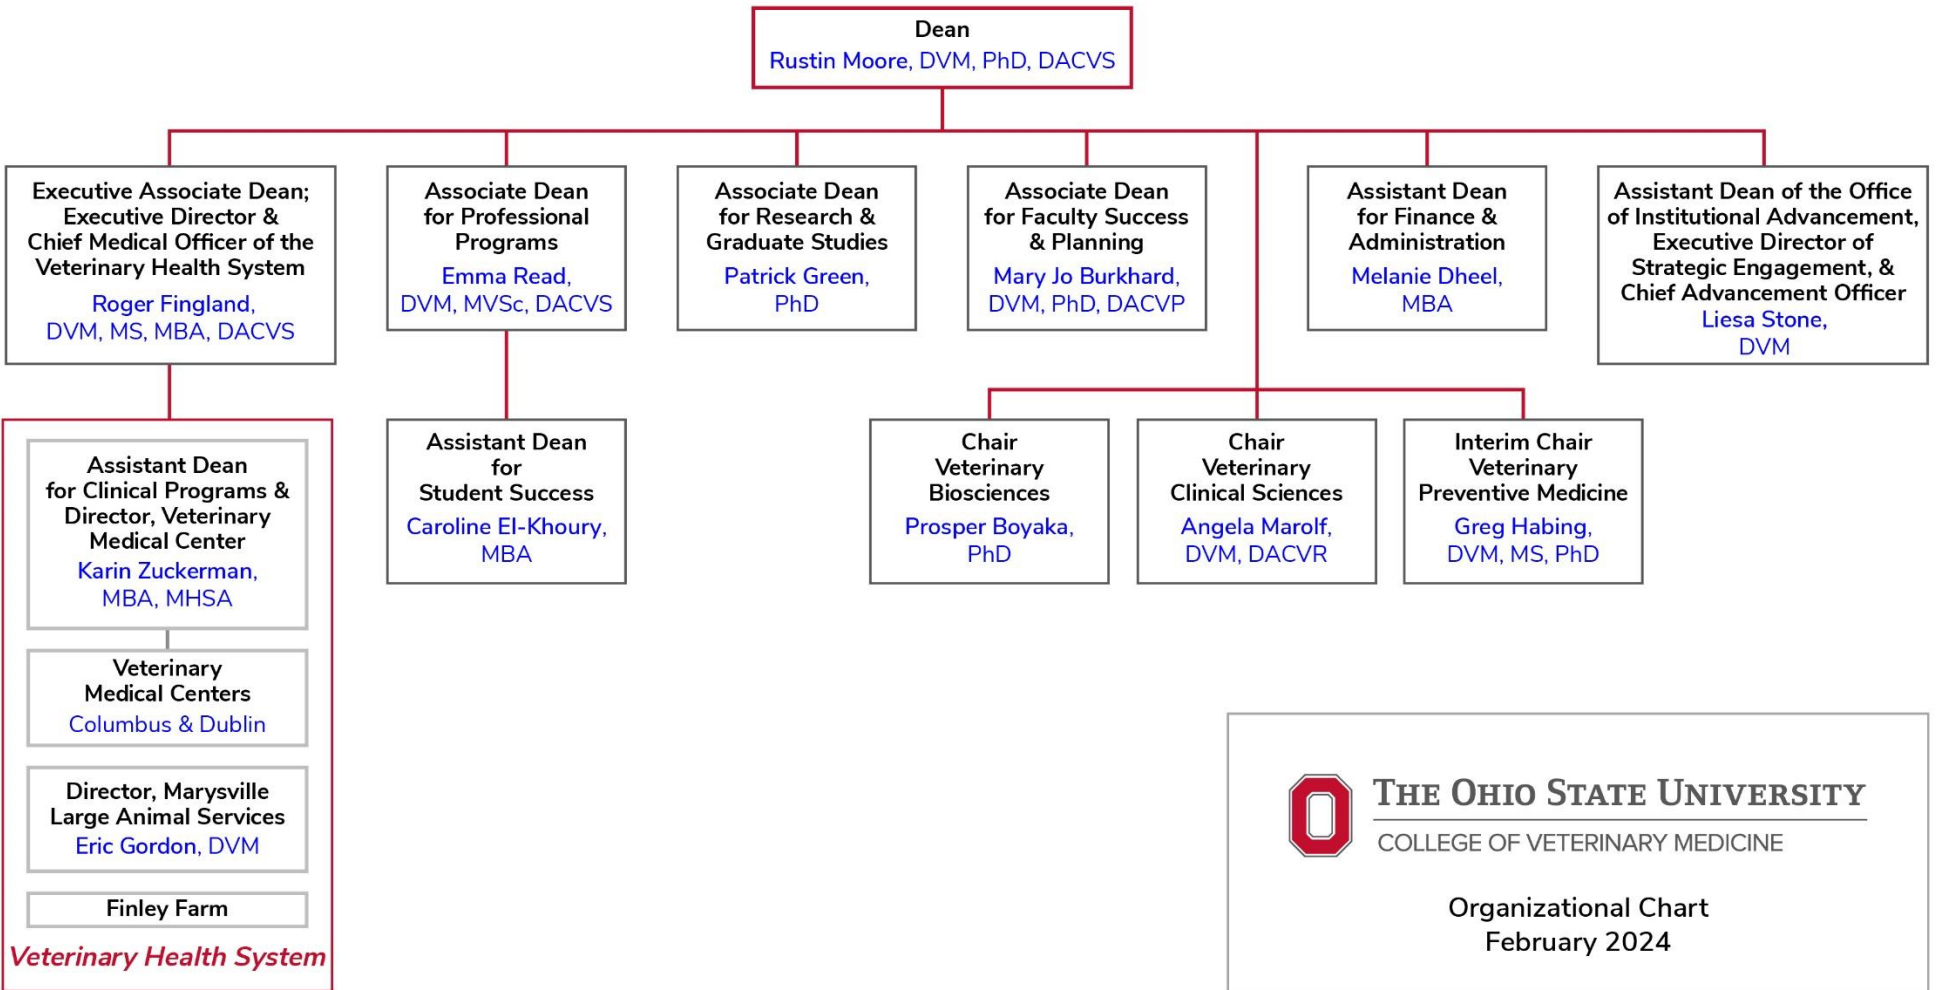 Dean
Rustin Moore, DVM, PhD, DACVS
Executive Associate Dean;
Executive Director &
Chief Medical Officer of the
Veterinary Health System
Roger Fingland,
DVM, MS, MBA, DACVS
Associate Dean
for Professional
Programs
Emma Read,
DVM, MVSc, DACVS
Associate Dean
for Research &
Graduate Studies
Patrick Green,
PhD
Associate Dean
for Faculty Success
& Planning
Mary Jo Burkhard,
DVM, PhD, DACVP
Assistant Dean
for Finance &
Administration
Melanie Dheel,
MBA
Assistant Dean of the Office
of Institutional Advancement,
Executive Director of
Strategic Engagement, &
Chief Advancement Officer
Liesa Stone,
DVM
Assistant Dean
for Clinical Programs &
Director, Veterinary
Medical Center
Karin Zuckerman,
MBA, MHSA
Veterinary
Medical Centers
Columbus & Dublin
Director, Marysville
Large Animal Services
Eric Gordon, DVM
Finley Farm
Veterinary Health System
Assistant Dean
for
Student Success
Caroline El-Khoury,
MBA
Chair
Veterinary
Biosciences
Prosper Boyaka,
PhD
Chair
Veterinary
Clinical Sciences
Angela Marolf,
DVM, DACVR
Interim Chair
Veterinary
Preventive Medicine
Greg Habing,
DVM, MS, PhD
THE OHIO STATE UNIVERSITY
COLLEGE OF VETERINARY MEDICINE
Organizational Chart
February 2024